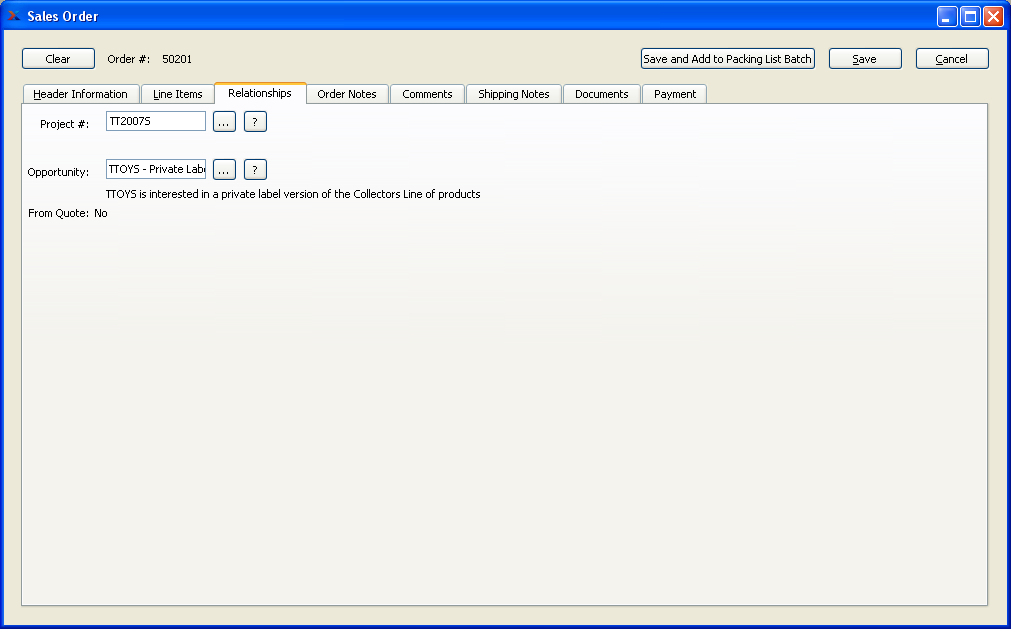 Sales Order
Clear Order #: 50201 Save and Add to Packing List Batch Save Cancel
Header Information Line Items Relationships Order Notes Comments Shipping Notes Documents Payment
Project #: TT2007S ... ?
Opportunity: TTOYS - Private Labe ... ?
TTOYS is interested in a private label version of the Collectors Line of products
From Quote: No